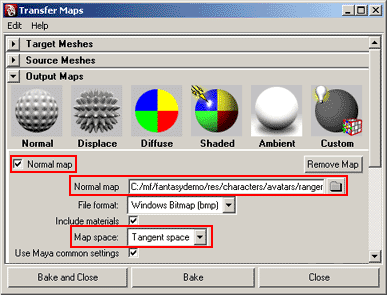 Transfer Maps
Edit Help
Target Meshes
Source Meshes
Output Maps
Normal Displace Diffuse Shaded Ambient Custom
Normal map Remove Map
Normal map C:/mf/fantasydemo/res/characters/avatars/ranger
File format: Windows Bitmap (bmp)
Include materials
Map space: Tangent space
Use Maya common settings
Bake and Close Bake Close